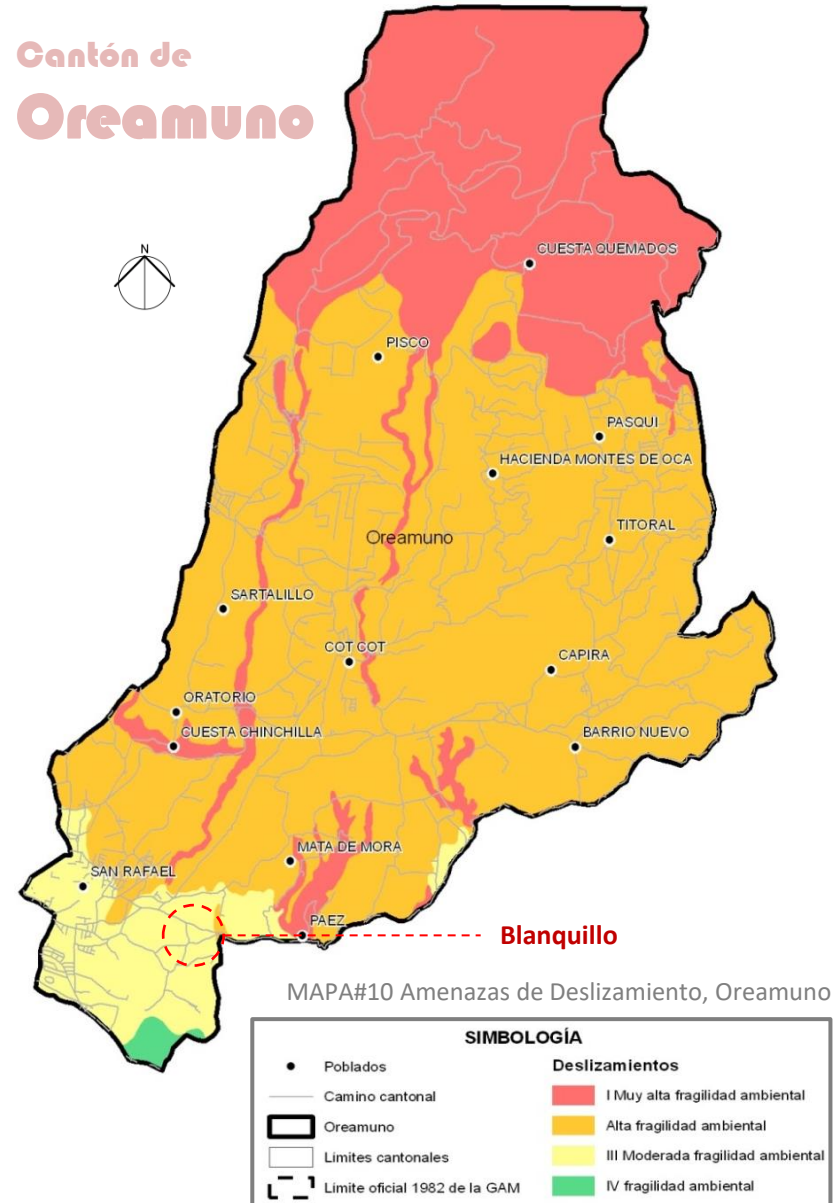 Cantón de
Oreamuno
N
CUESTA QUEMADOS
PISCO
PASQUI
HACIENDA MONTES DE OCA
TITORAL
Oreamuno
SARTALILLO
COT COT
CAPIRA
ORATORIO
CUESTA CHINCHILLA
BARRIO NUEVO
MATA DE MORA
SAN RAFAEL
PAEZ
Blanquillo
MAPA#10 Amenazas de Deslizamiento, Oreamuno
SIMBOLOGÍA
Poblados
Camino cantonal
Oreamuno
Limites cantonales
Limite oficial 1982 de la GAM
Deslizamientos
I Muy alta fragilidad ambiental
Alta fragilidad ambiental
III Moderada fragilidad ambiental
IV fragilidad ambiental